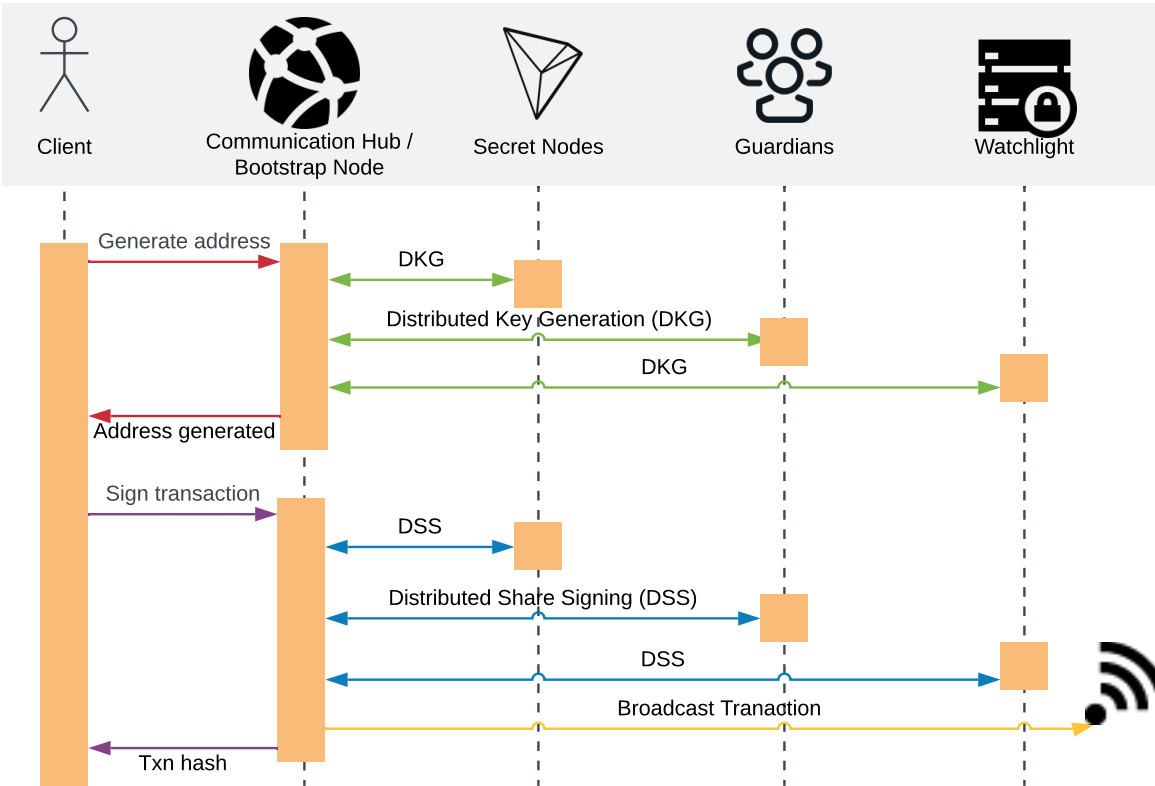 Client
Communication Hub /
Bootstrap Node
Secret Nodes
Guardians
Watchlight
Generate address
DKG
Distributed Key Generation (DKG)
DKG
Address generated
Sign transaction
DSS
Distributed Share Signing (DSS)
DSS
Broadcast Tranaction
Txn hash